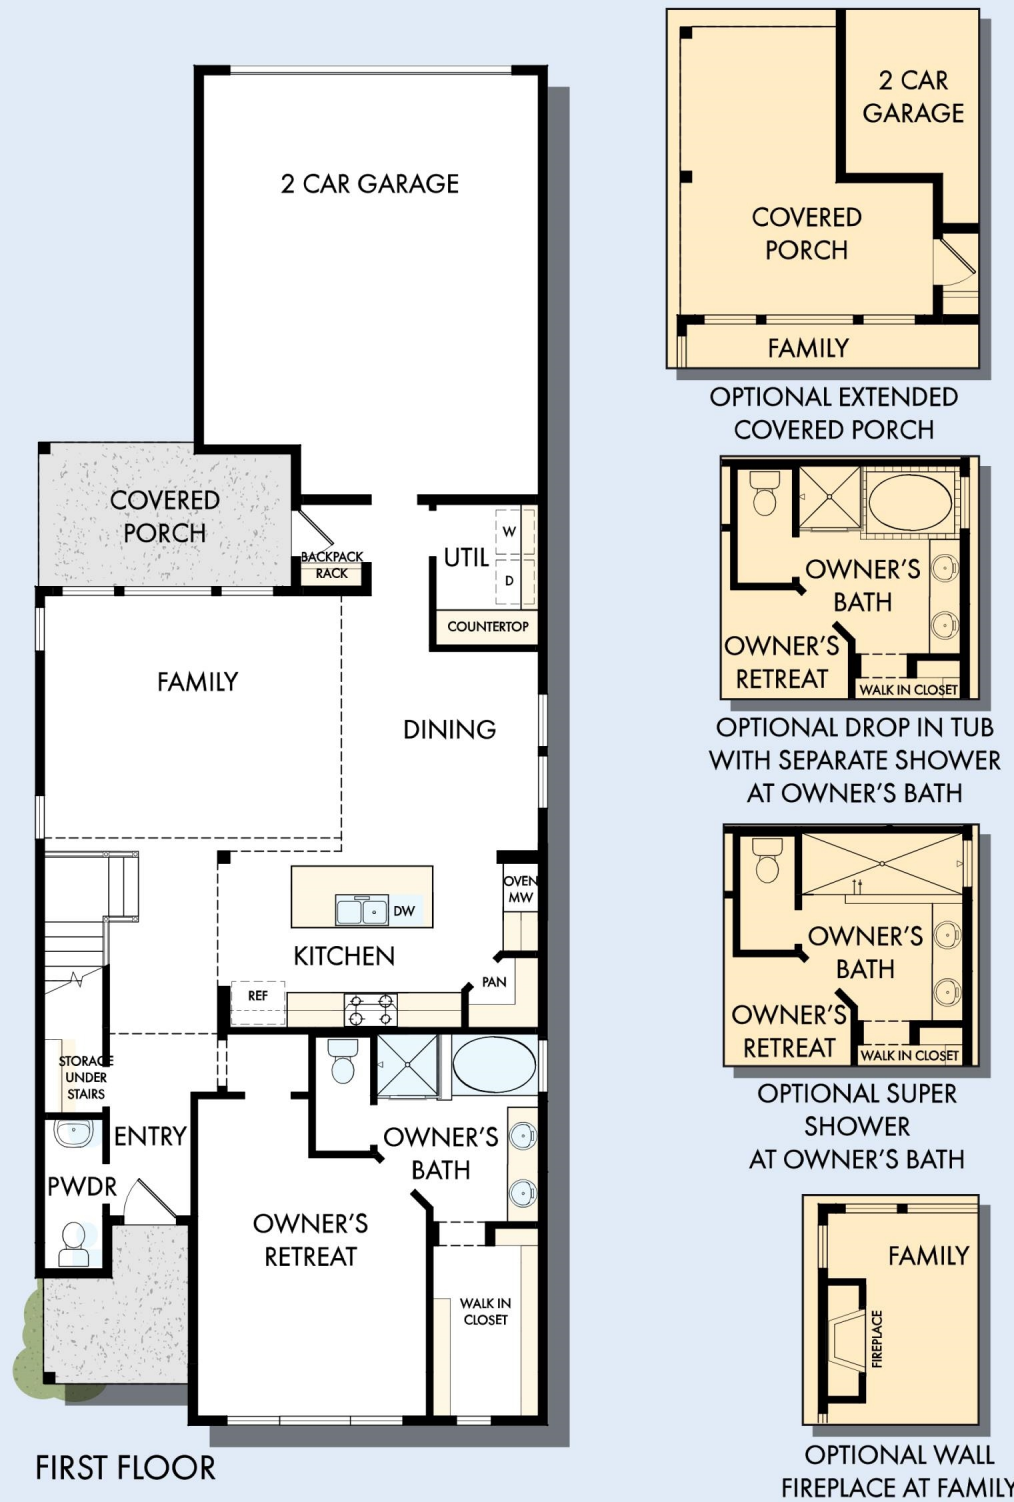 2 CAR GARAGE
COVERED
PORCH
BACKPACK
RACK
UTIL
W
D
COUNTERTOP
FAMILY
DINING
OVEN
MW
DW
KITCHEN
PAN
REF
STORAGE
UNDER
STAIRS
ENTRY
PWDR
OWNER'S
BATH
OWNER'S
RETREAT
WALK IN
CLOSET
FIRST FLOOR
2 CAR
GARAGE
COVERED
PORCH
FAMILY
OPTIONAL EXTENDED
COVERED PORCH
OWNER'S
BATH
OWNER'S
RETREAT
WALK IN CLOSET
OPTIONAL DROP IN TUB
WITH SEPARATE SHOWER
AT OWNER'S BATH
OWNER'S
BATH
OWNER'S
RETREAT
WALK IN CLOSET
OPTIONAL SUPER
SHOWER
AT OWNER'S BATH
FAMILY
FIREPLACE
OPTIONAL WALL
FIREPLACE AT FAMILY